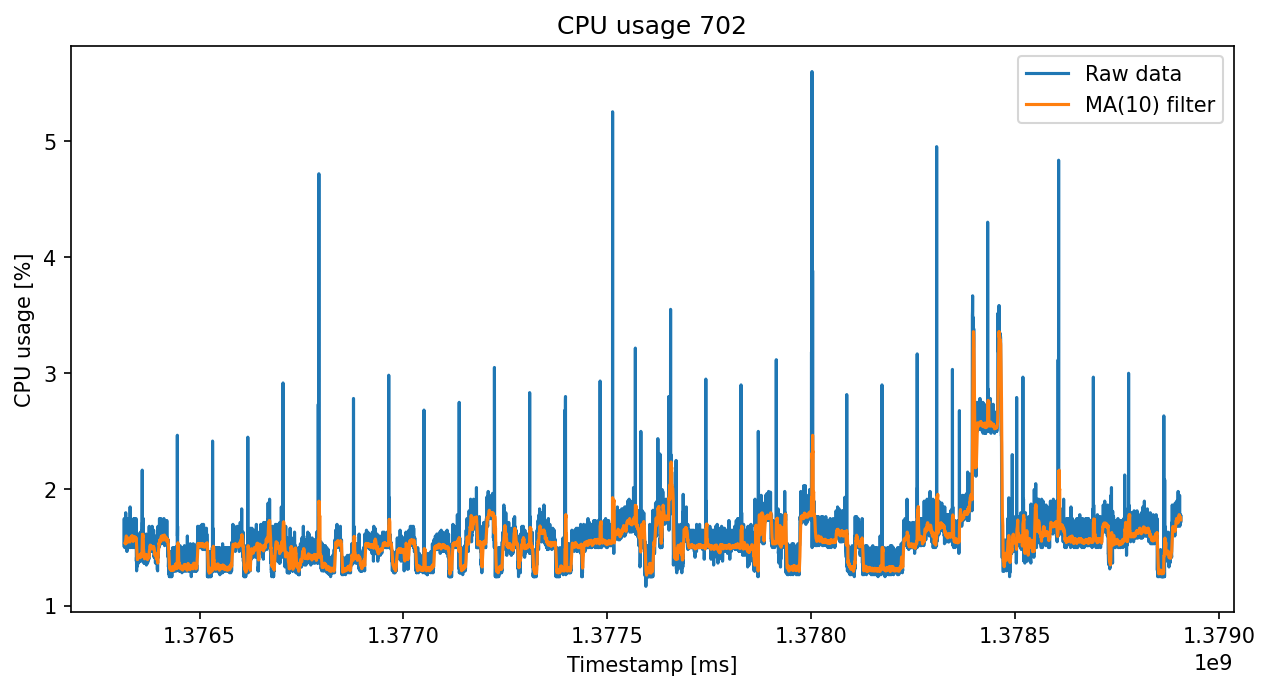 CPU usage 702
Raw data
MA(10) filter
CPU usage [%]
5
4
3
2
1
1.3765 1.3770 1.3775 1.3780 1.3785 1.3790
1e9
Timestamp [ms]